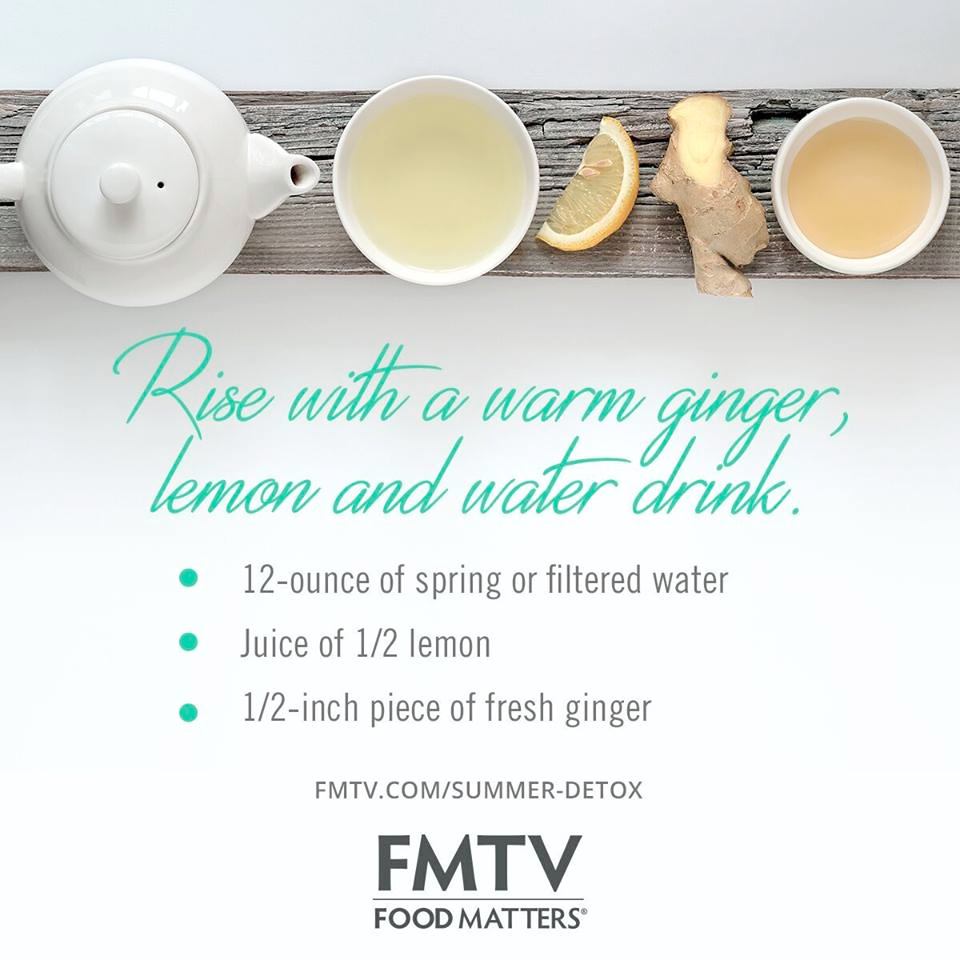 Rise with a warm ginger,
lemon and water drink.
12-ounce of spring or filtered water
Juice of 1/2 lemon
1/2-inch piece of fresh ginger
FMTV.COM/SUMMER-DETOX
FMTV
FOOD MATTERS®